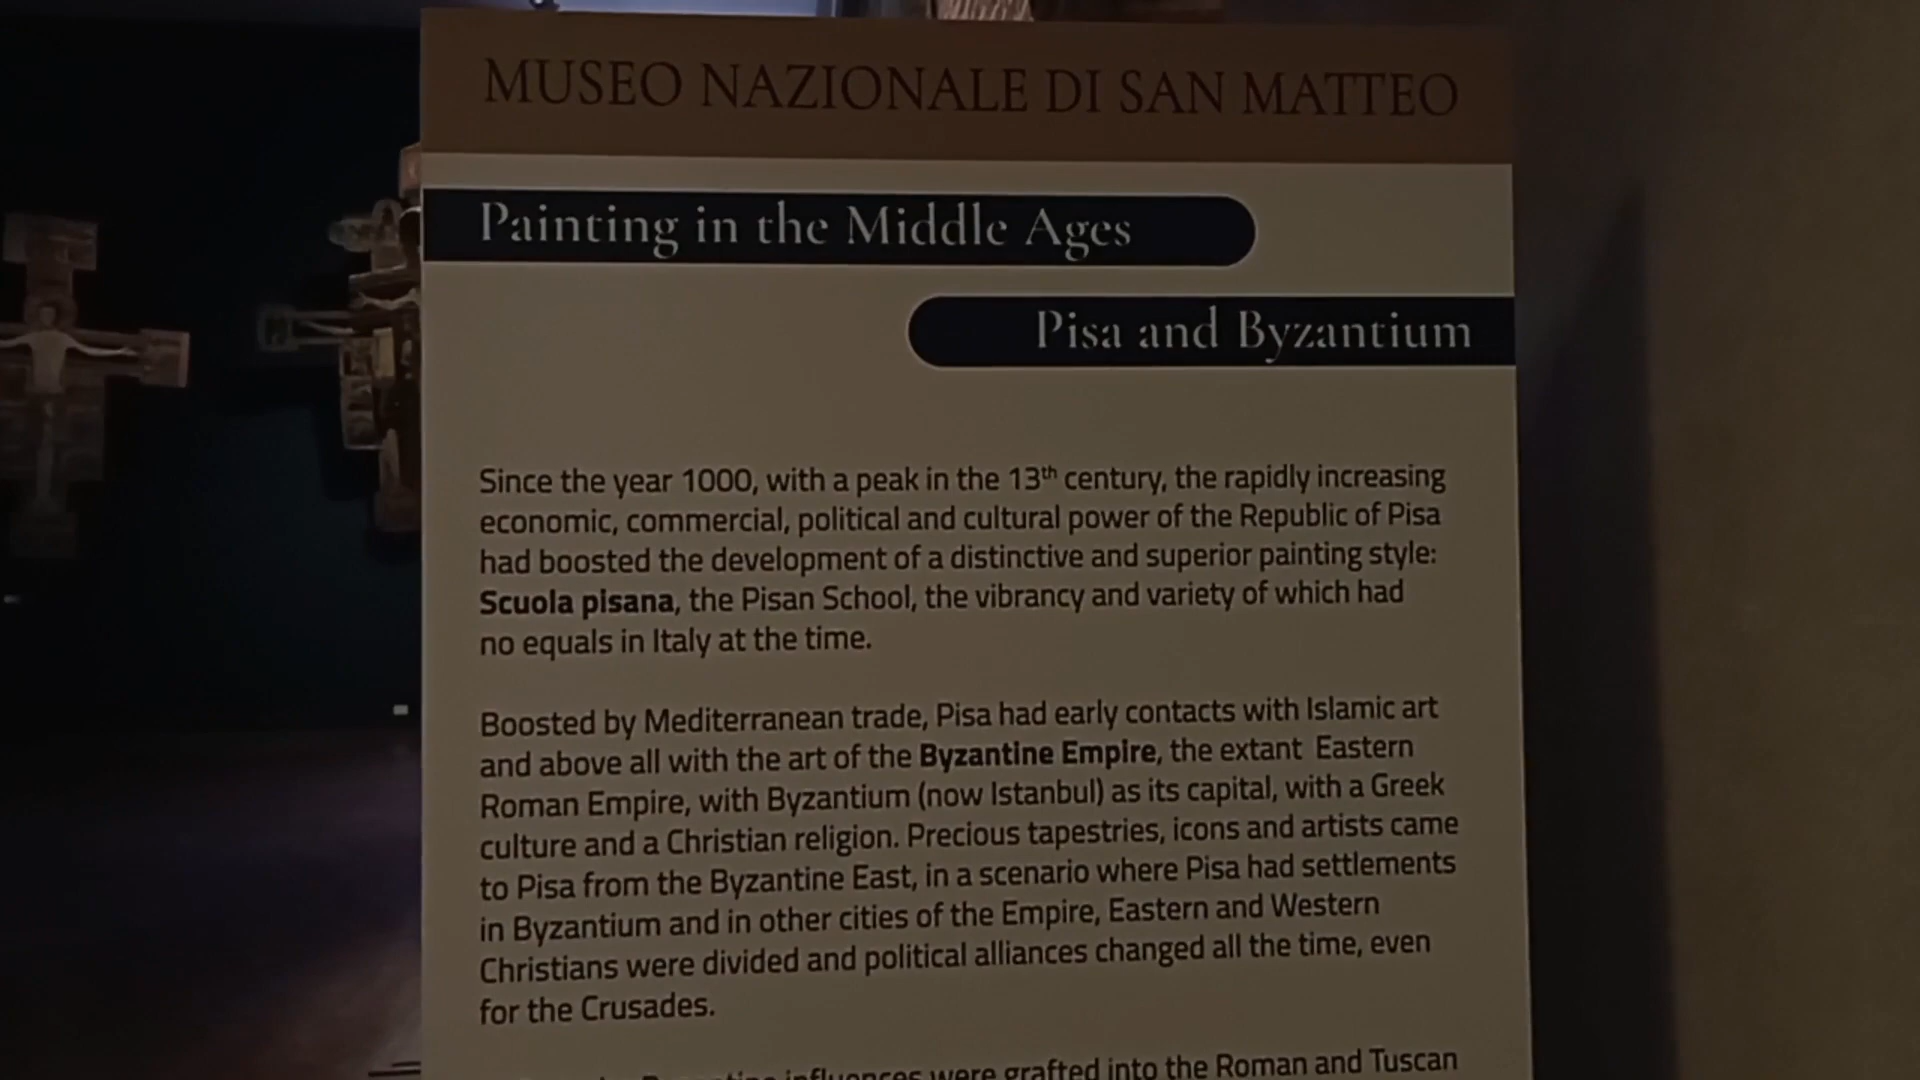 MUSEO NAZIONALE DI SAN MATTEO
Painting in the Middle Ages
Pisa and Byzantium
Since the year 1000, with a peak in the 13th century, the rapidly increasing
economic, commercial, political and cultural power of the Republic of Pisa
had boosted the development of a distinctive and superior painting style:
Scuola pisana, the Pisan School, the vibrancy and variety of which had
no equals in Italy at the time.
Boosted by Mediterranean trade, Pisa had early contacts with Islamic art
and above all with the art of the Byzantine Empire, the extant Eastern
Roman Empire, with Byzantium (now Istanbul) as its capital, with a Greek
culture and a Christian religion. Precious tapestries, icons and artists came
to Pisa from the Byzantine East, in a scenario where Pisa had settlements
in Byzantium and in other cities of the Empire, Eastern and Western
Christians were divided and political alliances changed all the time, even
for the Crusades.
influences were grafted into the Roman and Tuscan